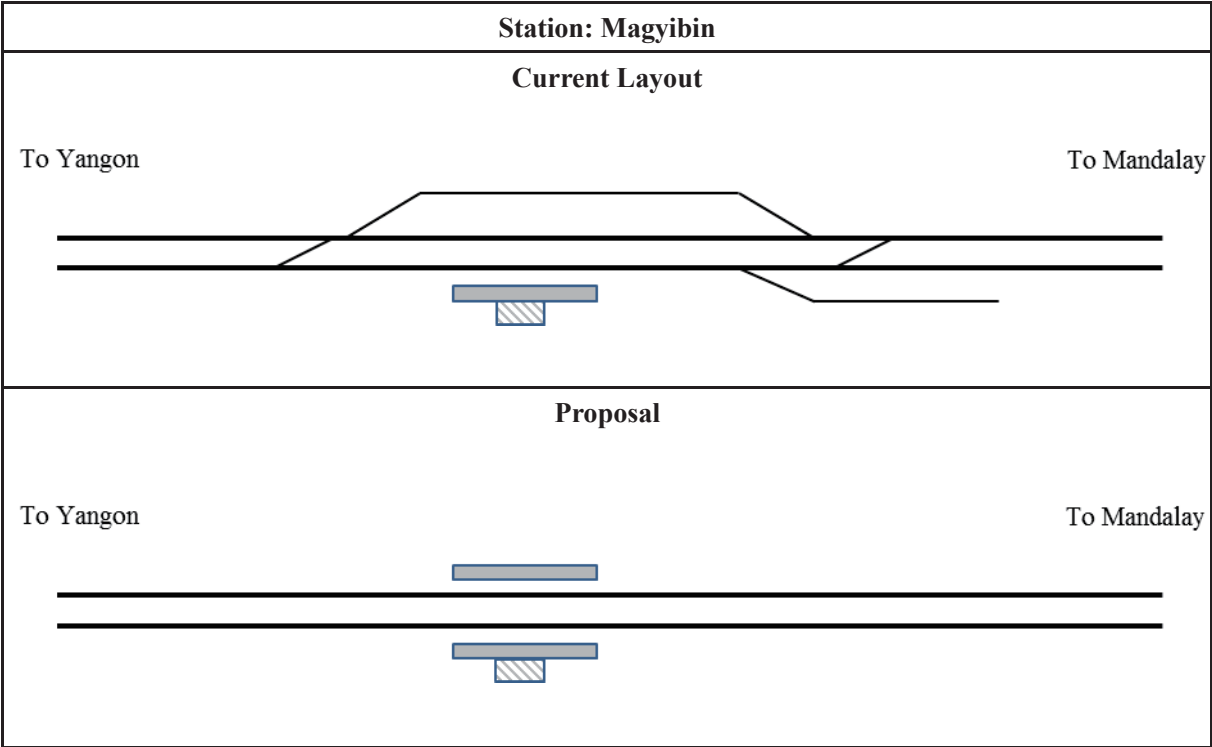 Station: Magyibin
Current Layout
To Yangon
To Mandalay
Proposal
To Yangon
To Mandalay